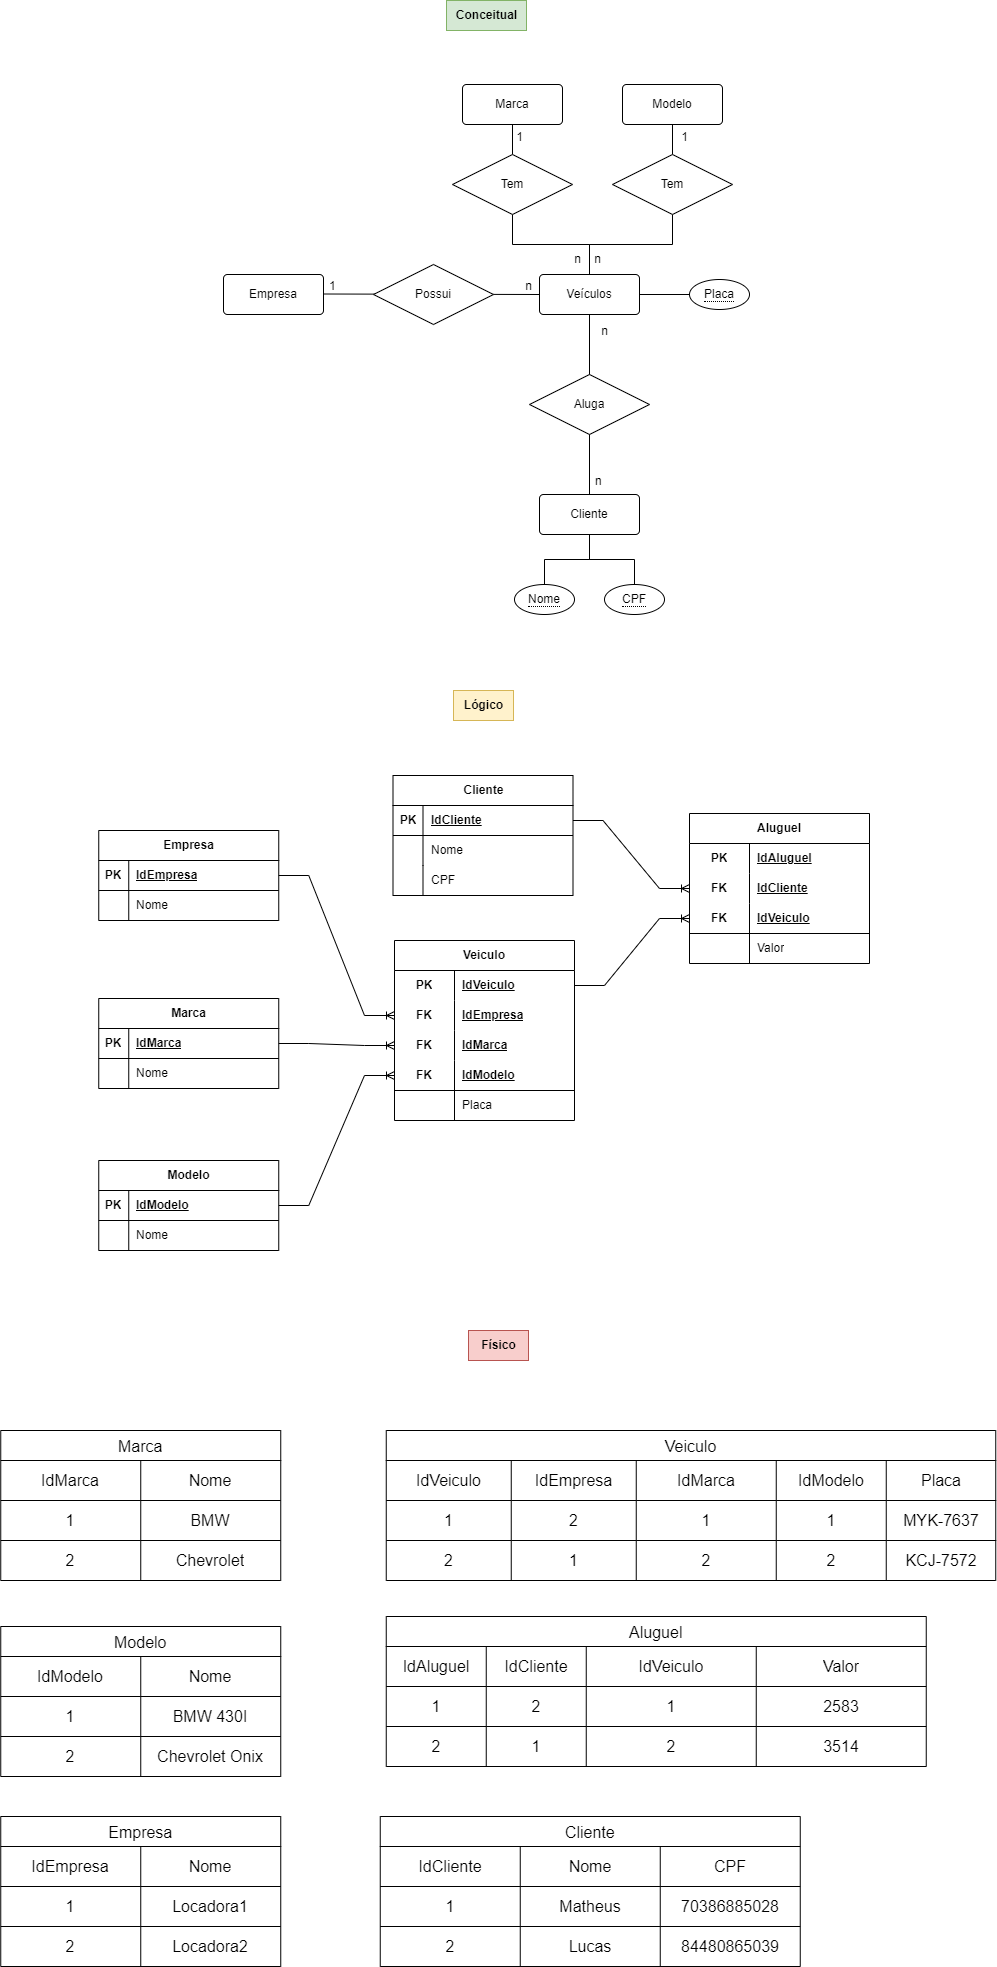 Conceitual
Marca Modelo
1 1
Tem Tem
n n
Empresa 1 Possui n Veículos Placa
n
Aluga
n
Cliente
Nome CPF
Lógico
Cliente
PK IdCliente
Nome
CPF
Aluguel
PK IdAluguel
FK IdCliente
FK IdVeiculo
Valor
Empresa
PK IdEmpresa
Nome
Veiculo
PK IdVeiculo
FK IdEmpresa
FK IdMarca
FK IdModelo
Placa
Marca
PK IdMarca
Nome
Modelo
PK IdModelo
Nome
Físico
Marca
IdMarca Nome
1 BMW
2 Chevrolet
Veiculo
IdVeiculo IdEmpresa IdMarca IdModelo Placa
1 2 1 1 MYK-7637
2 1 2 2 KCJ-7572
Modelo
IdModelo Nome
1 BMW 430I
2 Chevrolet Onix
Aluguel
IdAluguel IdCliente IdVeiculo Valor
1 2 1 2583
2 1 2 3514
Empresa
IdEmpresa Nome
1 Locadora1
2 Locadora2
Cliente
IdCliente Nome CPF
1 Matheus 70386885028
2 Lucas 84480865039